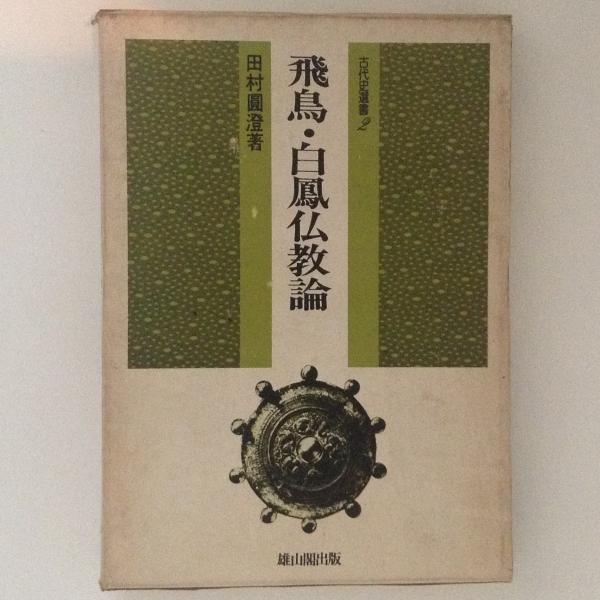 古代史選書2
飛鳥・白鳳仏教論
田村圓澄著
雄山閣出版